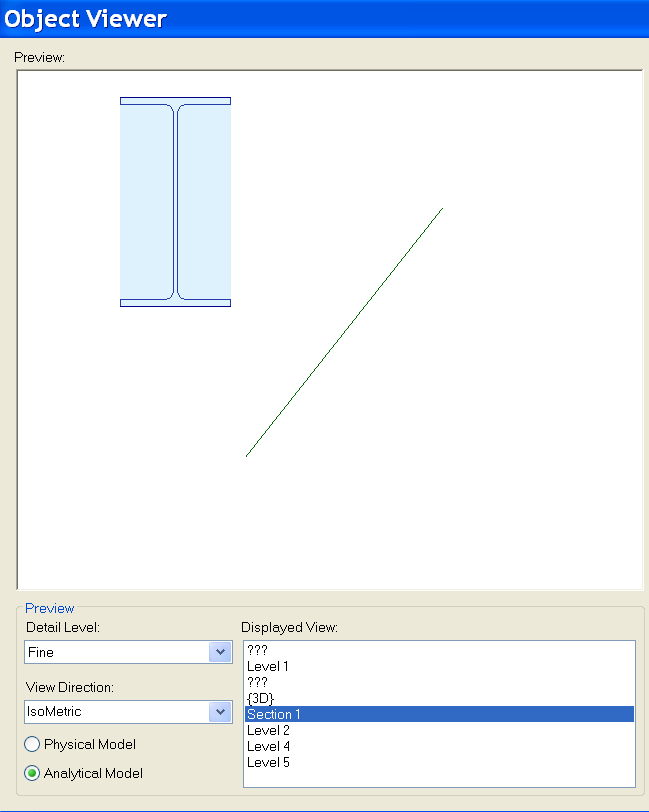 Object Viewer
Preview:
Preview
Detail Level:
Fine
View Direction:
IsoMetric
Physical Model
Analytical Model
Displayed View:
???
Level 1
???
{3D}
Section 1
Level 2
Level 4
Level 5